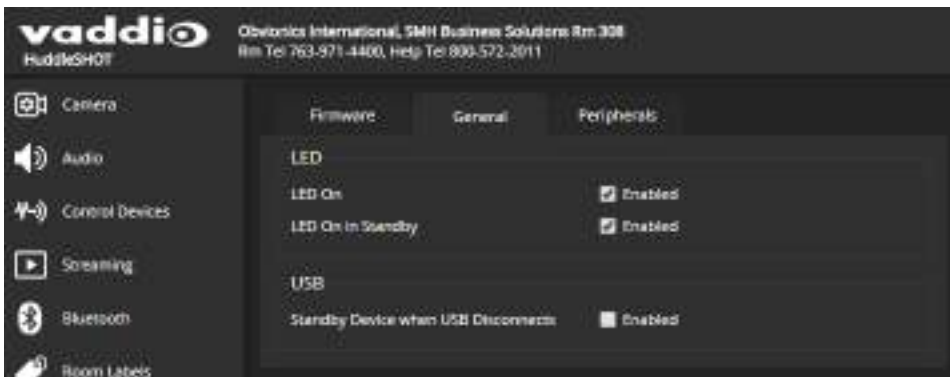 vaddio
HuddleSHOT
Obvionics International, SMH Business Solutions Rm 308
Rm Tel 763-971-4400, Help Tel 800-572-2011
Camera
Audio
Control Devices
Streaming
Bluetooth
Room Labels
Firmware General Peripherals
LED
LED On Enabled
LED On in Standby Enabled
USB
Standby Device when USB Disconnects Enabled